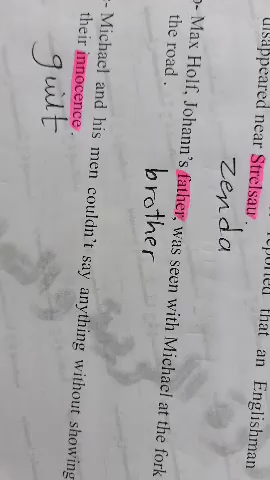 reported that an Englishman
disappeared near Strelsau.
Zenda
- Max Holf, Johann's father, was seen with Michael at the fork
the road .
brother
- Michael and his men couldn't say anything without showing
their innocence.
guilt